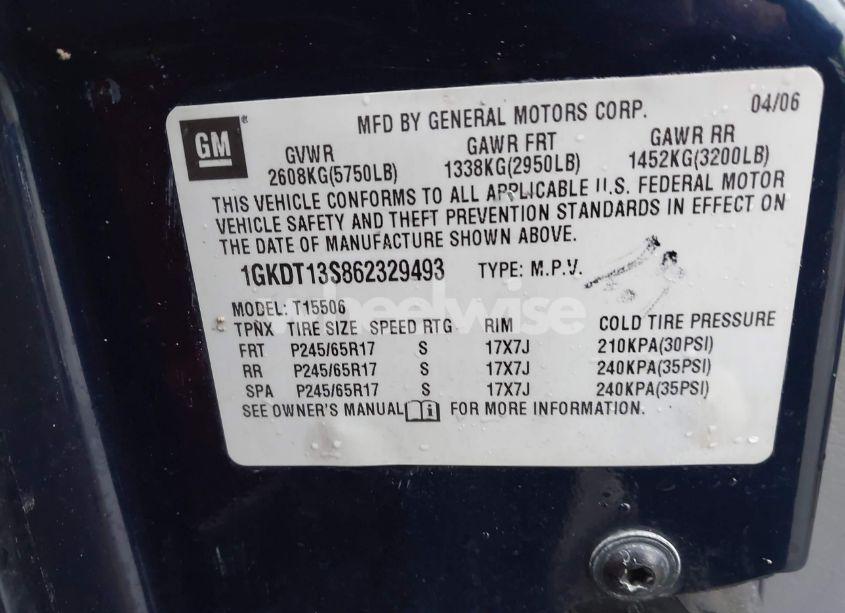 GM
MFD BY GENERAL MOTORS CORP. 04/06
GVWR GAWR FRT GAWR RR
2608KG(5750LB) 1338KG(2950LB) 1452KG(3200LB)
THIS VEHICLE CONFORMS TO ALL APPLICABLE U.S. FEDERAL MOTOR
VEHICLE SAFETY AND THEFT PREVENTION STANDARDS IN EFFECT ON
THE DATE OF MANUFACTURE SHOWN ABOVE.
1GKDT13S862329493 TYPE: M.P.V.
MODEL: T15506
wheelwise
TPNX TIRE SIZE SPEED RTG RIM COLD TIRE PRESSURE
FRT P245/65R17 S 17X7J 210KPA(30PSI)
RR P245/65R17 S 17X7J 240KPA(35PSI)
SPA P245/65R17 S 17X7J 240KPA(35PSI)
SEE OWNER'S MANUAL i FOR MORE INFORMATION.